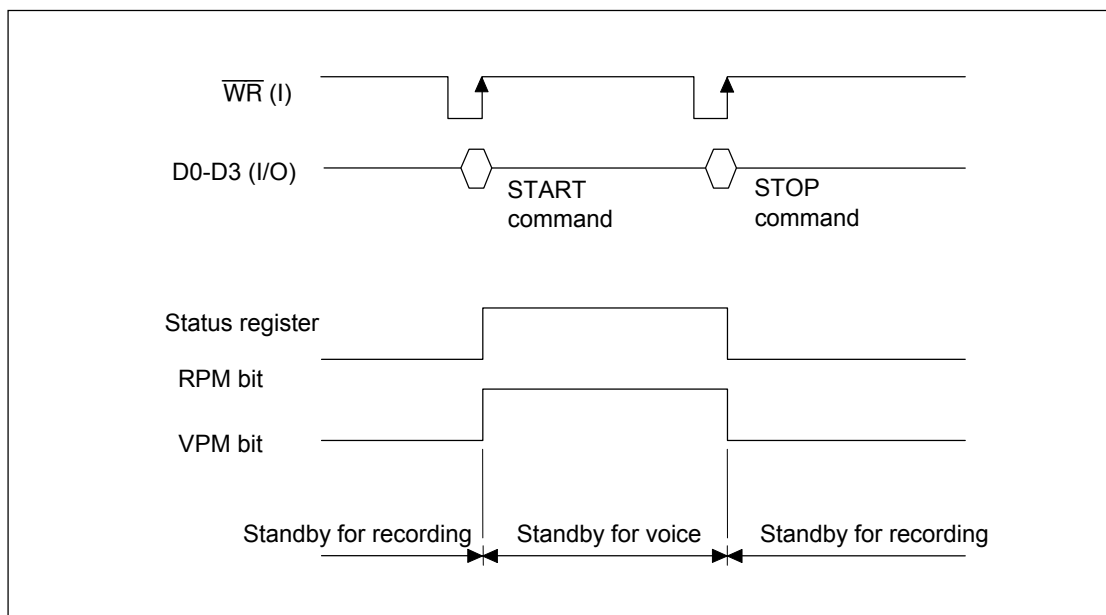 WR (I)
D0-D3 (I/O)
START
command
STOP
command
Status register
RPM bit
VPM bit
Standby for recording
Standby for voice
Standby for recording